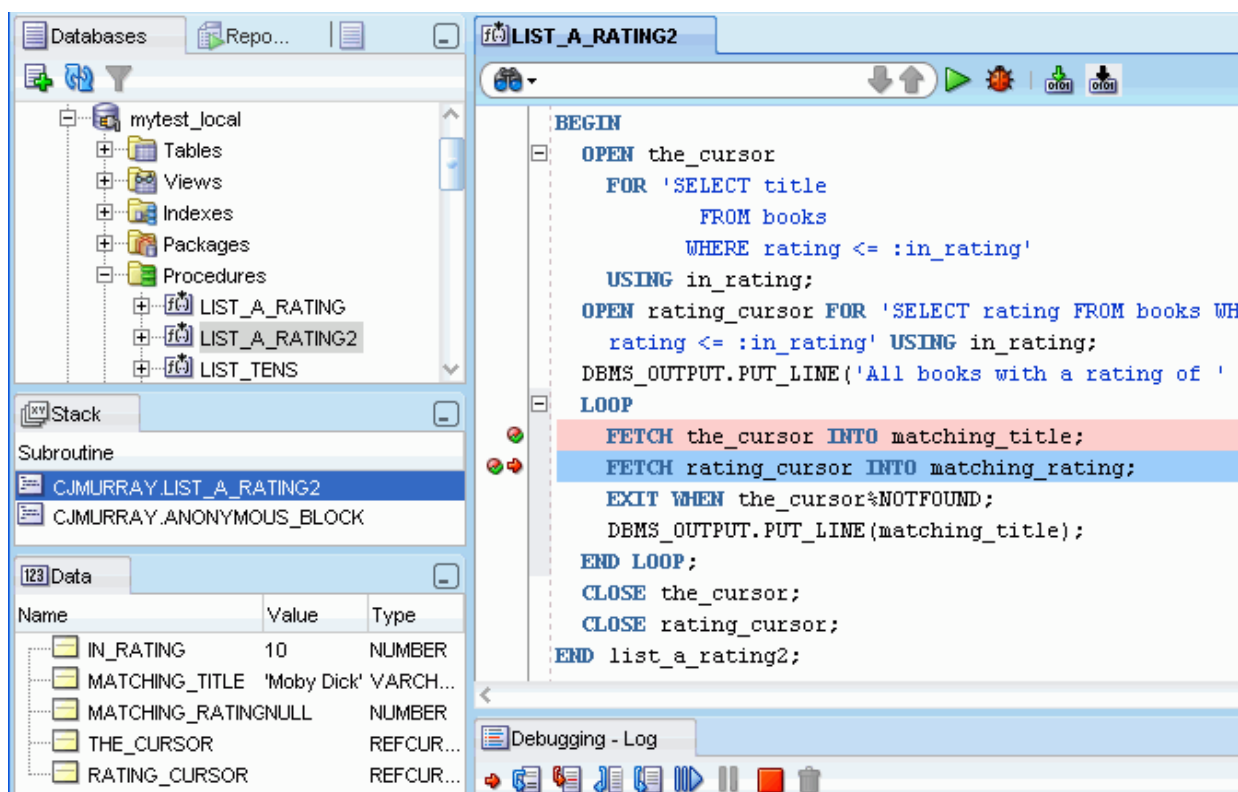 Databases
Repo...
mytest_local
Tables
Views
Indexes
Packages
Procedures
LIST_A_RATING
LIST_A_RATING2
LIST_TENS
Stack
Subroutine
CJMURRAY.LIST_A_RATING2
CJMURRAY.ANONYMOUS_BLOCK
123 Data
Name Value Type
IN_RATING 10 NUMBER
MATCHING_TITLE 'Moby Dick' VARCH...
MATCHING_RATING NULL NUMBER
THE_CURSOR REFCUR...
RATING_CURSOR REFCUR...
LIST_A_RATING2
BEGIN
OPEN the_cursor
FOR 'SELECT title
FROM books
WHERE rating <= :in_rating'
USING in_rating;
OPEN rating_cursor FOR 'SELECT rating FROM books WH
rating <= :in_rating' USING in_rating;
DBMS_OUTPUT.PUT_LINE('All books with a rating of '
LOOP
FETCH the_cursor INTO matching_title;
FETCH rating_cursor INTO matching_rating;
EXIT WHEN the_cursor%NOTFOUND;
DBMS_OUTPUT.PUT_LINE(matching_title);
END LOOP;
CLOSE the_cursor;
CLOSE rating_cursor;
END list_a_rating2;
Debugging - Log